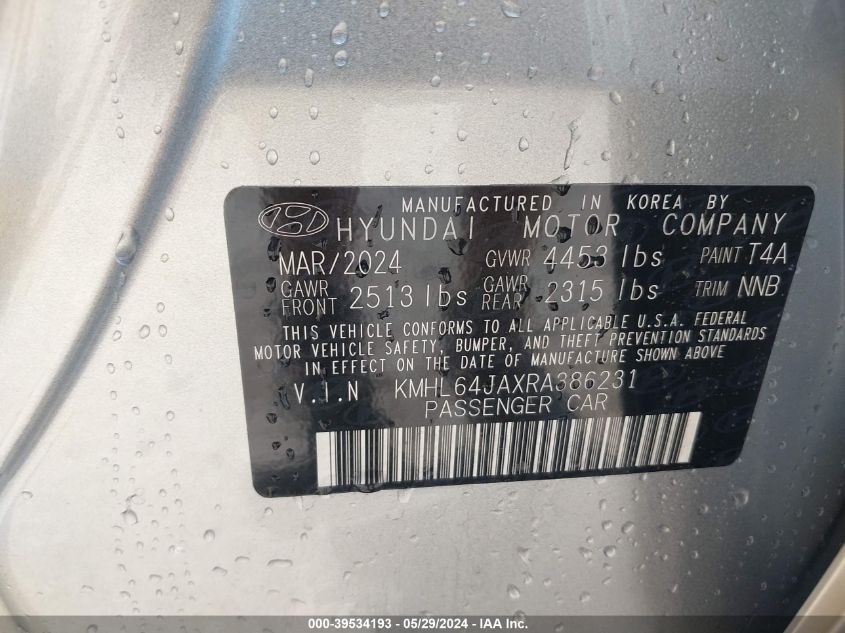 MANUFACTURED IN KOREA BY
HYUNDAI MOTOR COMPANY
MAR/2024 GVWR 4453 lbs PAINT T4A
GAWR FRONT 2513 lbs GAWR REAR 2315 lbs TRIM NNB
THIS VEHICLE CONFORMS TO ALL APPLICABLE U.S.A. FEDERAL
MOTOR VEHICLE SAFETY, BUMPER, AND THEFT PREVENTION STANDARDS
IN EFFECT ON THE DATE OF MANUFACTURE SHOWN ABOVE
V.I.N KMHL64JAXRA386231
PASSENGER CAR
000-39534193 - 05/29/2024 - IAA Inc.